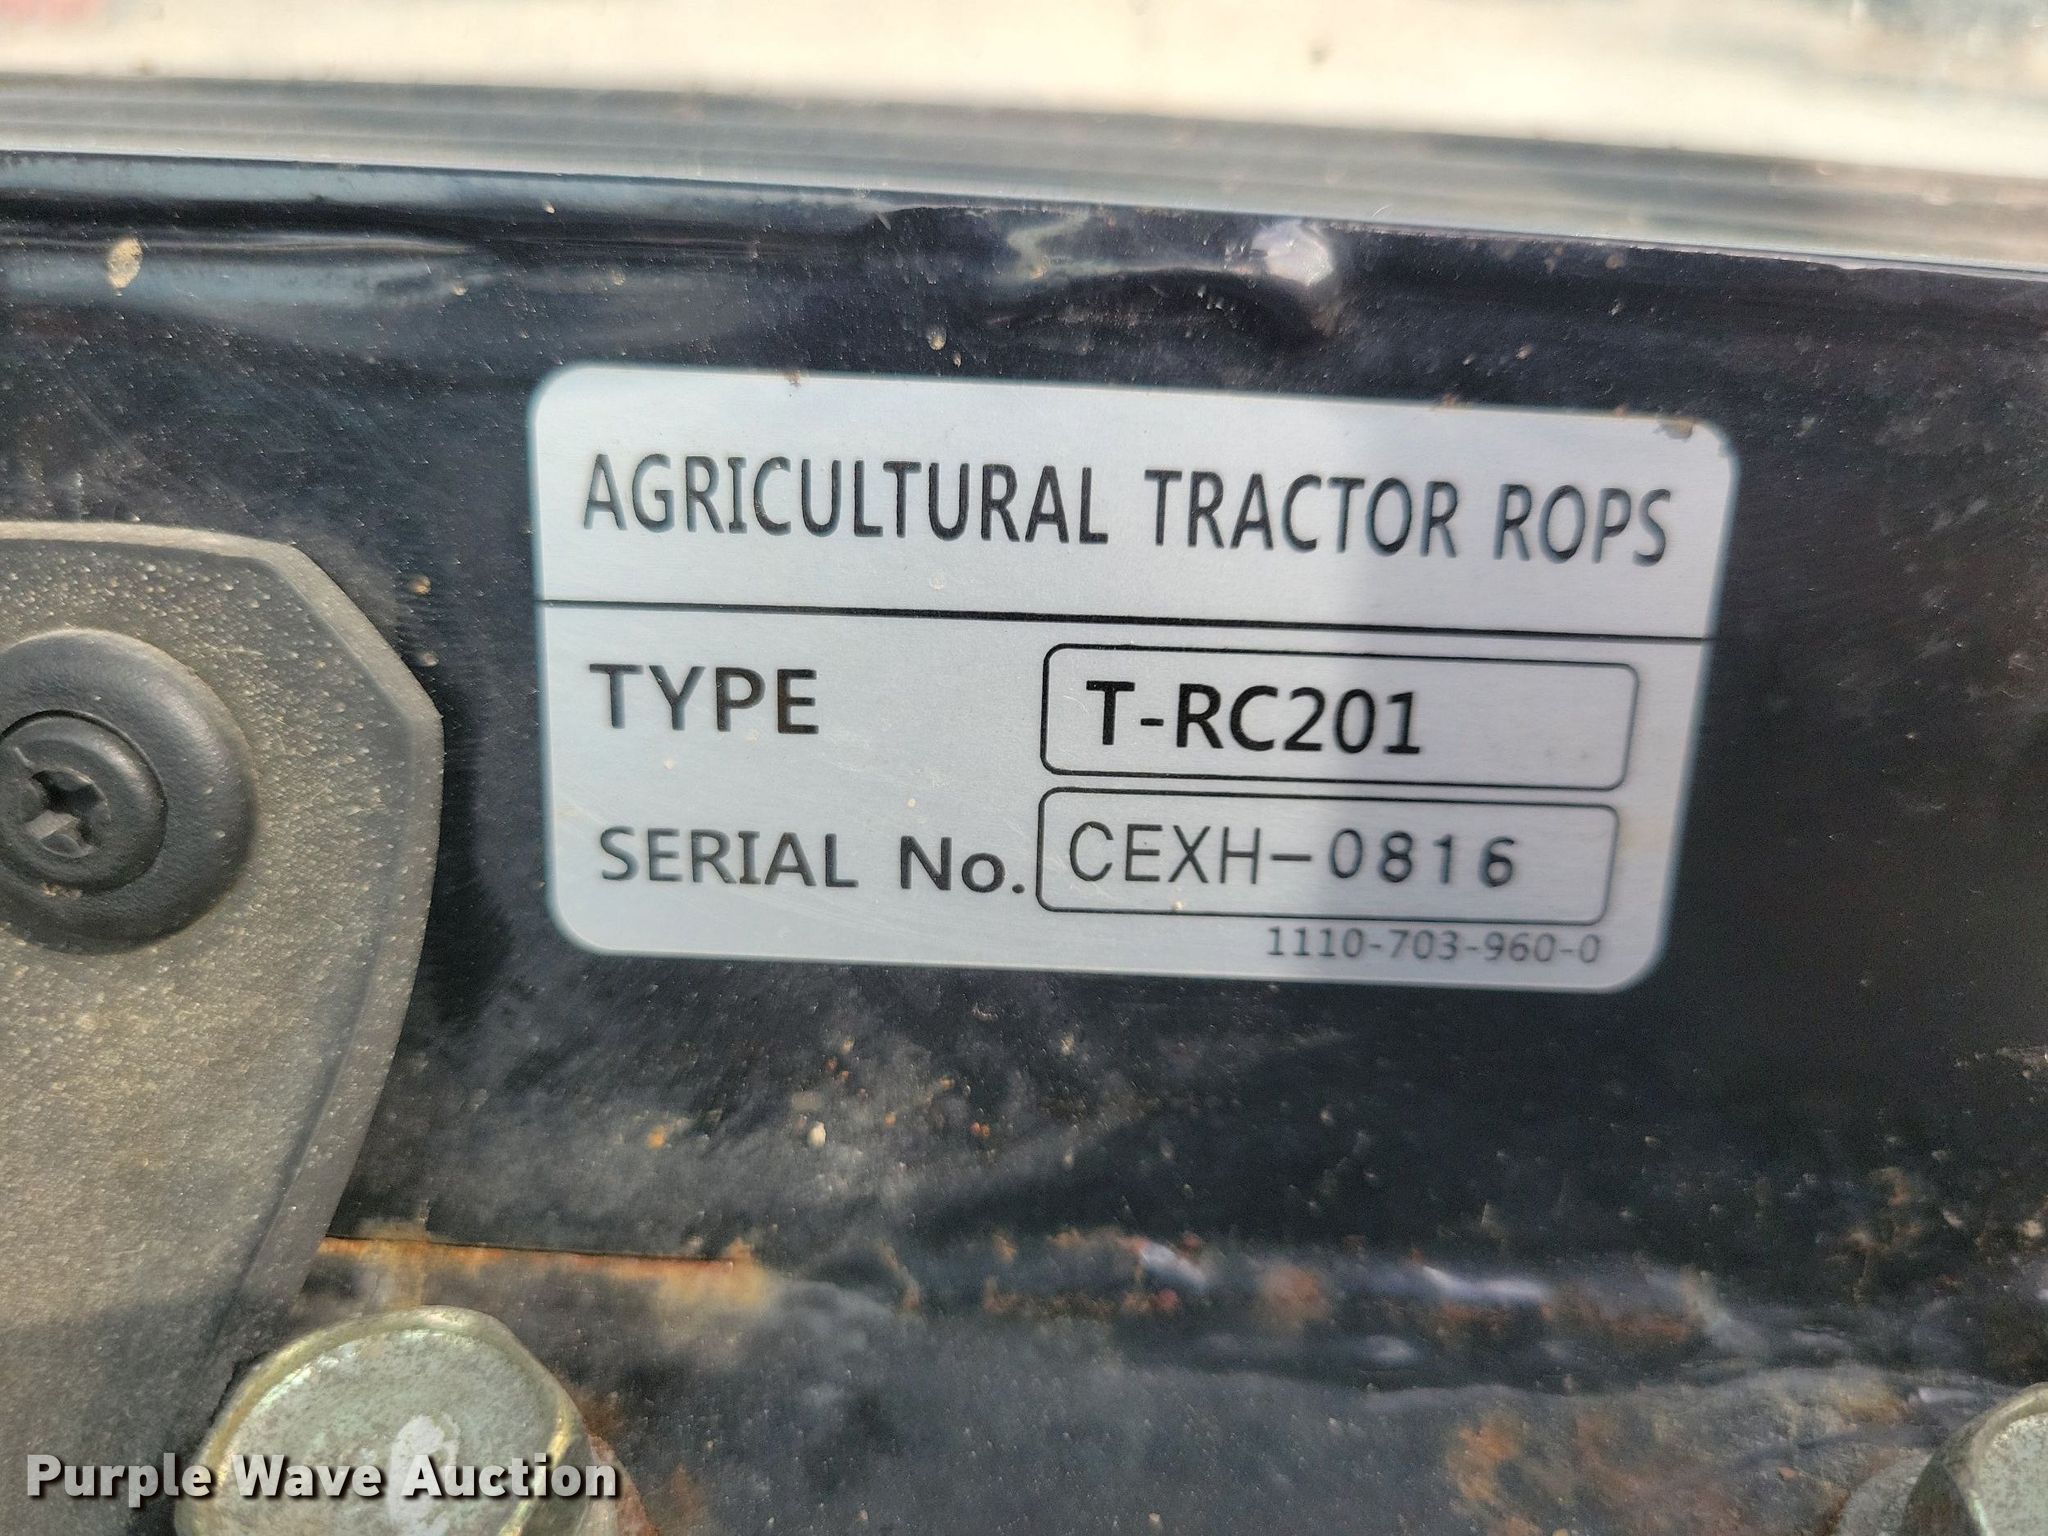 AGRICULTURAL TRACTOR ROPS
TYPE T-RC201
SERIAL No. CEXH-0816
1110-703-960-0
Purple Wave Auction